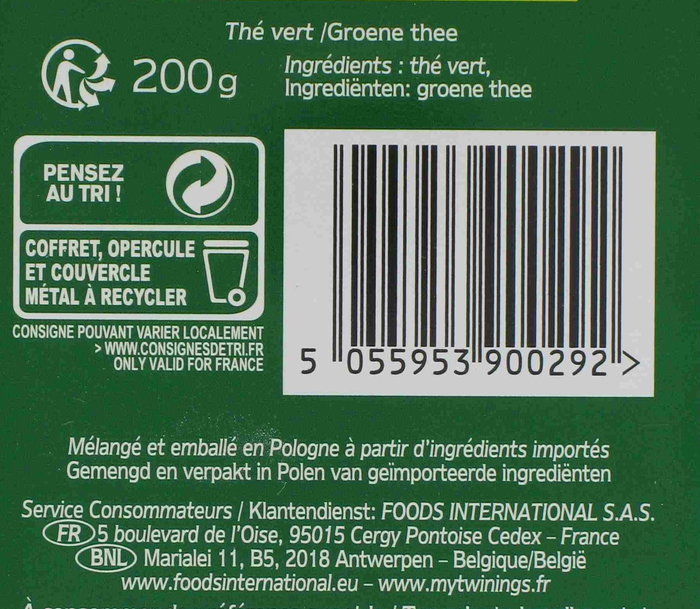 Thé vert /Groene thee
200g
Ingrédients : thé vert,
Ingrediënten: groene thee
PENSEZ
AU TRI !
COFFRET, OPERCULE
ET COUVERCLE
MÉTAL À RECYCLER
CONSIGNE POUVANT VARIER LOCALEMENT
> WWW.CONSIGNESDETRI.FR
ONLY VALID FOR FRANCE
5 055953 900292 >
Mélangé et emballé en Pologne à partir d'ingrédients importés
Gemengd en verpakt in Polen van geïmporteerde ingrediënten
Service Consommateurs / Klantendienst: FOODS INTERNATIONAL S.A.S.
FR 5 boulevard de l'Oise, 95015 Cergy Pontoise Cedex – France
BNL Marialei 11, B5, 2018 Antwerpen – Belgique/België
www.foodsinternational.eu – www.mytwinings.fr